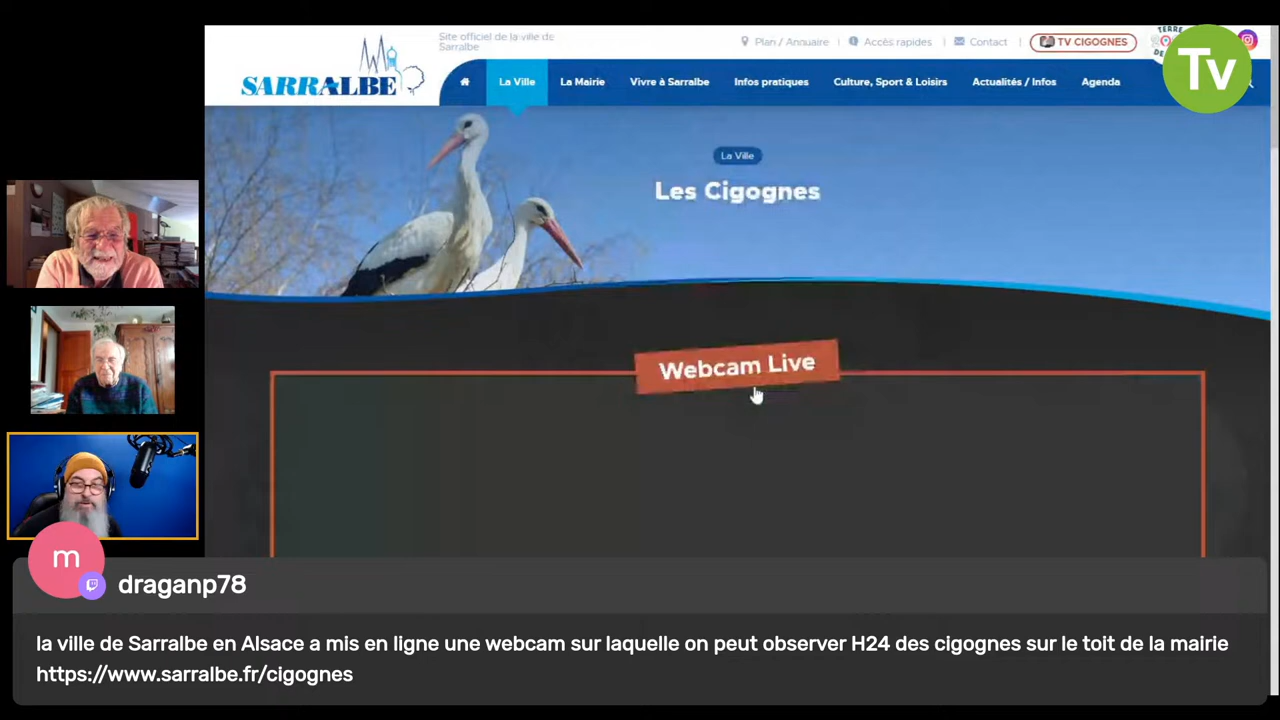 Site officiel de la ville de
Sarralbe
Plan / Annuaire
Accès rapides
Contact
TV CIGOGNES
TERRE
DE
Tv
SARRALBE
La Ville
La Mairie
Vivre à Sarralbe
Infos pratiques
Culture, Sport & Loisirs
Actualités / Infos
Agenda
La Ville
Les Cigognes
Webcam Live
m
draganp78
la ville de Sarralbe en Alsace a mis en ligne une webcam sur laquelle on peut observer H24 des cigognes sur le toit de la mairie
https://www.sarralbe.fr/cigognes